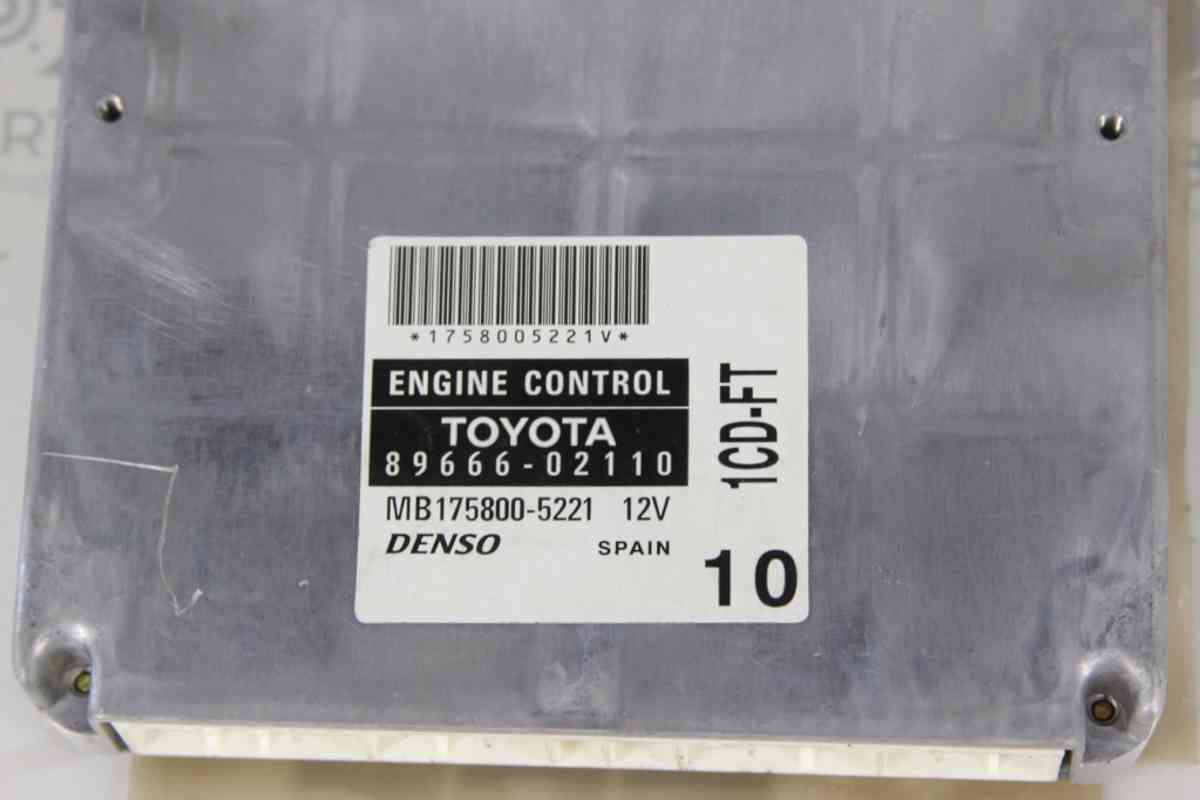 *1758005221V*
ENGINE CONTROL
TOYOTA
89666-02110
MB175800-5221 12V
DENSO SPAIN
1CD-FT
10